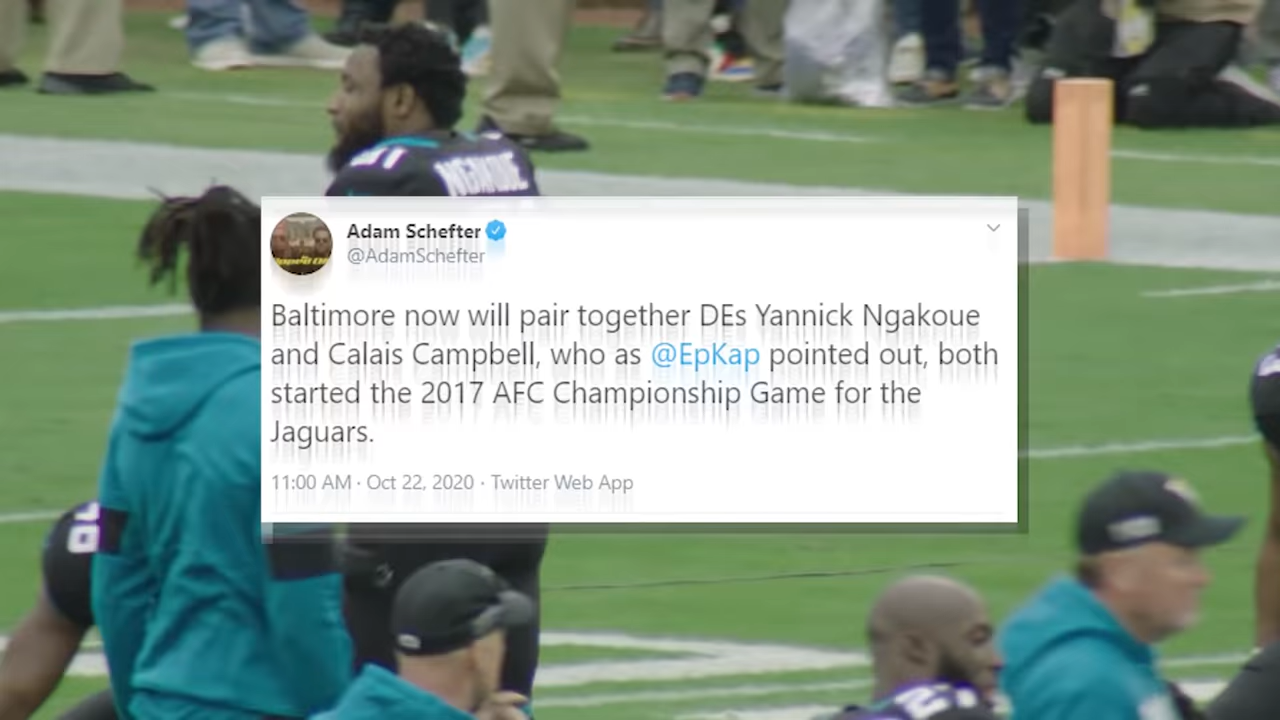 NGAKOUE
Adam Schefter
@AdamSchefter
Baltimore now will pair together DEs Yannick Ngakoue
and Calais Campbell, who as @EpKap pointed out, both
started the 2017 AFC Championship Game for the
Jaguars.
11:00 AM · Oct 22, 2020 · Twitter Web App